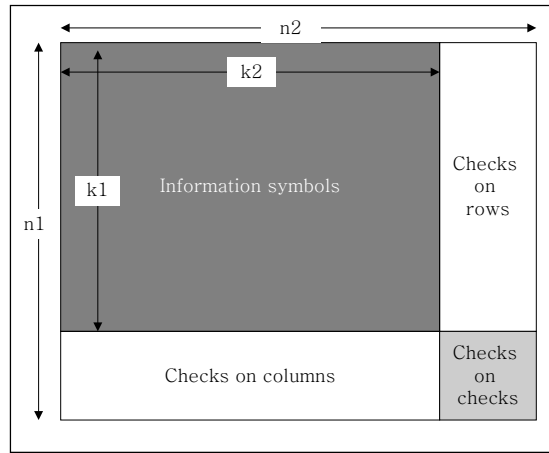 n2
k2
k1
Information symbols
Checks
on
rows
n1
Checks on columns
Checks
on
checks